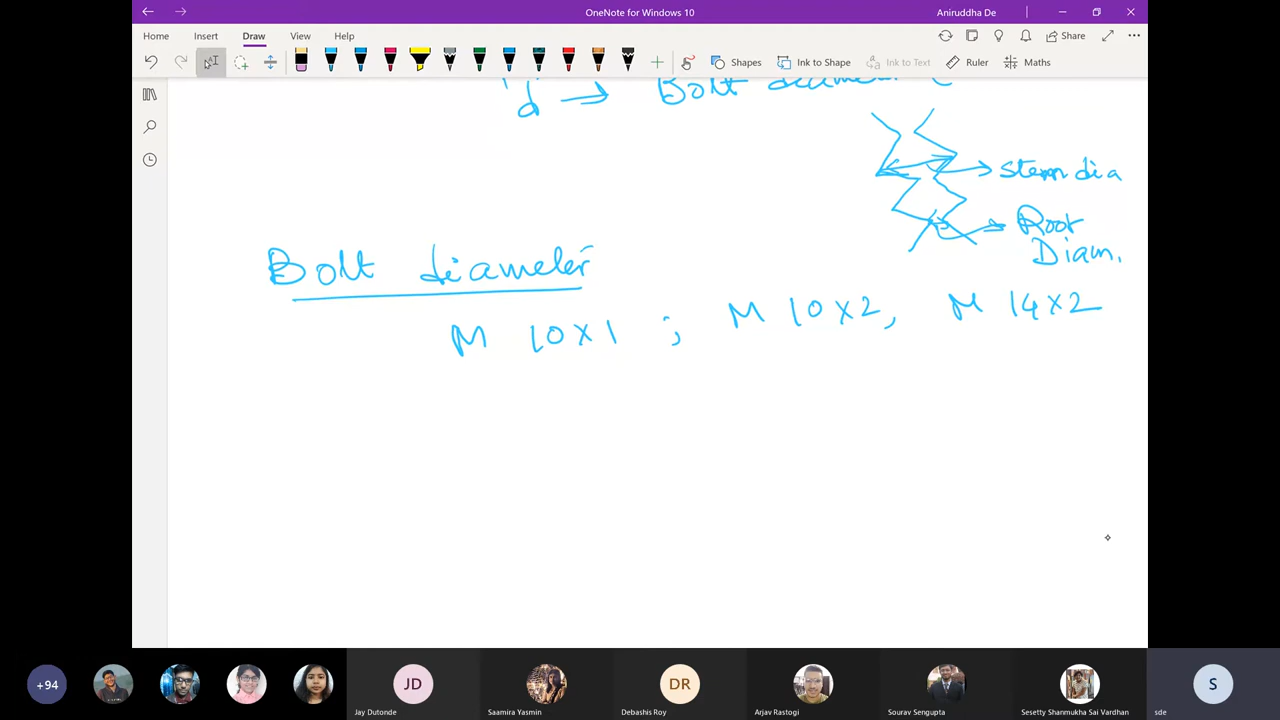 OneNote for Windows 10
Aniruddha De
Home Insert Draw View Help
Share
Shapes Ink to Shape Ink to Text Ruler Maths
'd' → Bolt diameter (
stem dia
Root
Diam.
Bolt diameter
M 10x1 ; M 10x2, M 14x2
+94 JD DR S
Jay Dutonde Saamira Yasmin Debashis Roy Arjav Rastogi Sourav Sengupta Sesetty Shanmukha Sai Vardhan sde